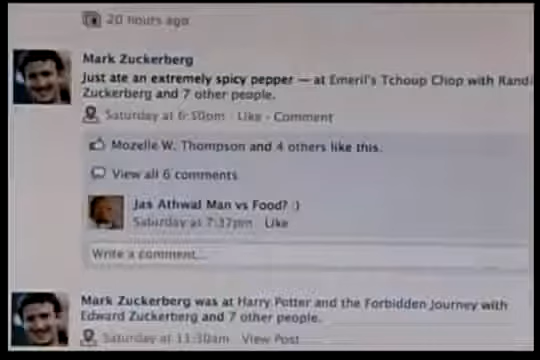 20 hours ago
Mark Zuckerberg
Just ate an extremely spicy pepper — at Emeril's Tchoup Chop with Randi
Zuckerberg and 7 other people.
Saturday at 6:50pm · Like · Comment
Mozelle W. Thompson and 4 others like this.
View all 6 comments
Jas Athwal Man vs Food? :)
Saturday at 7:37pm · Like
Write a comment...
Mark Zuckerberg was at Harry Potter and the Forbidden Journey with
Edward Zuckerberg and 7 other people.
Saturday at 11:30am · View Post